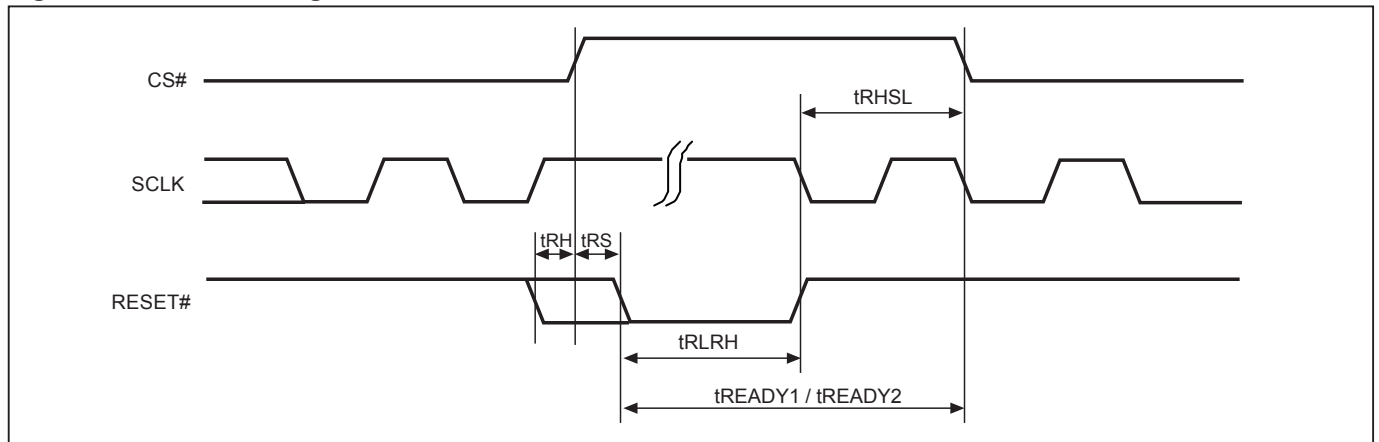 CS#
tRHSL
SCLK
tRH tRS
RESET#
tRLRH
tREADY1 / tREADY2